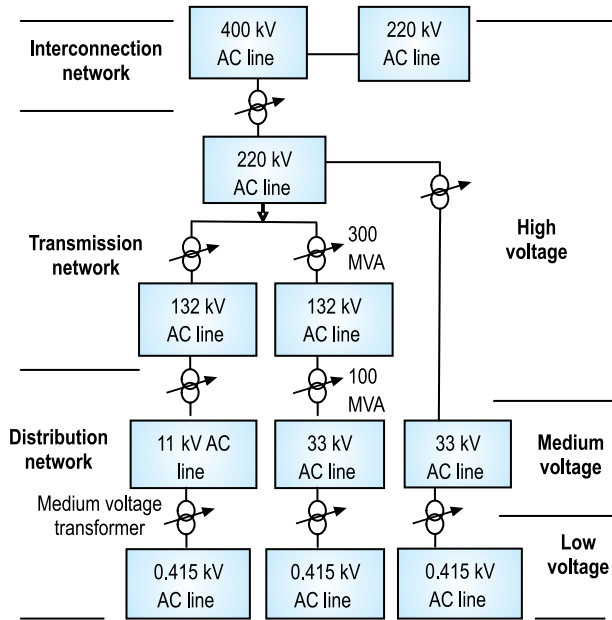 400 kV
AC line
220 kV
AC line
Interconnection
network
220 kV
AC line
High
voltage
Transmission
network
300
MVA
132 kV
AC line
132 kV
AC line
100
MVA
Distribution
network
11 kV AC
line
33 kV
AC line
33 kV
AC line
Medium
voltage
Medium voltage
transformer
0.415 kV
AC line
0.415 kV
AC line
0.415 kV
AC line
Low
voltage